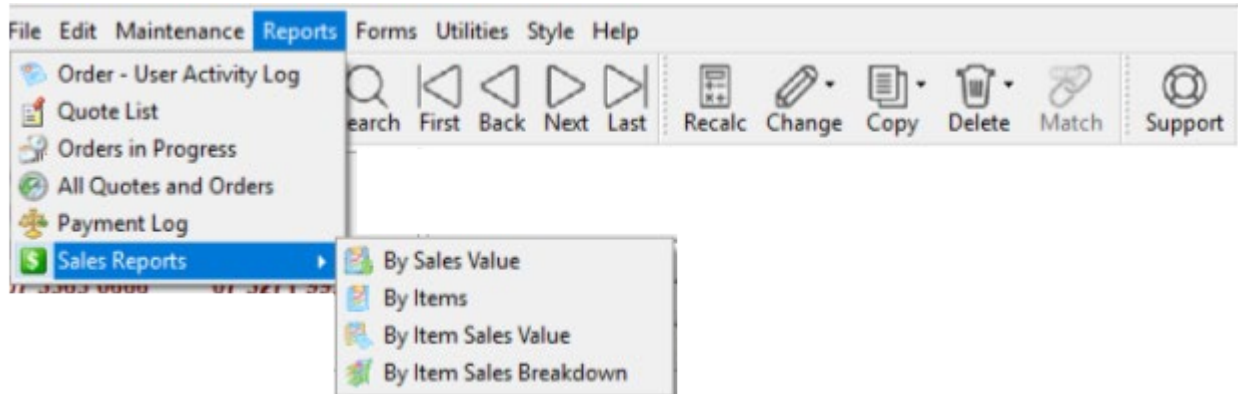 File Edit Maintenance Reports Forms Utilities Style Help
Order - User Activity Log
Quote List
Orders in Progress
All Quotes and Orders
Payment Log
Sales Reports
earch First Back Next Last Recalc Change Copy Delete Match Support
By Sales Value
By Items
By Item Sales Value
By Item Sales Breakdown